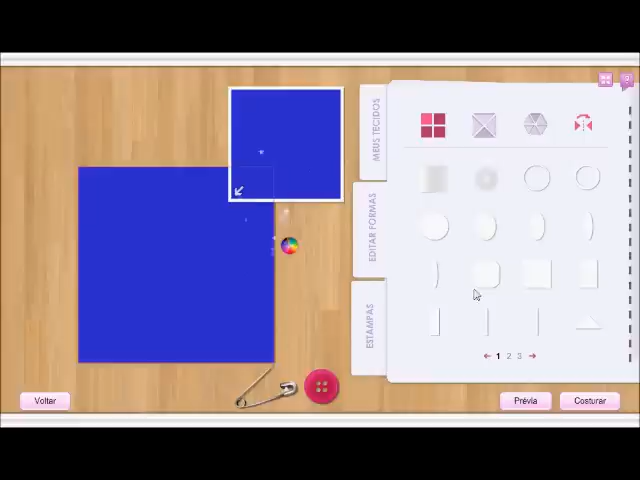 MEUS TECIDOS
EDITAR FORMAS
ESTAMPAS
1 2 3
Voltar
Prévia
Costurar